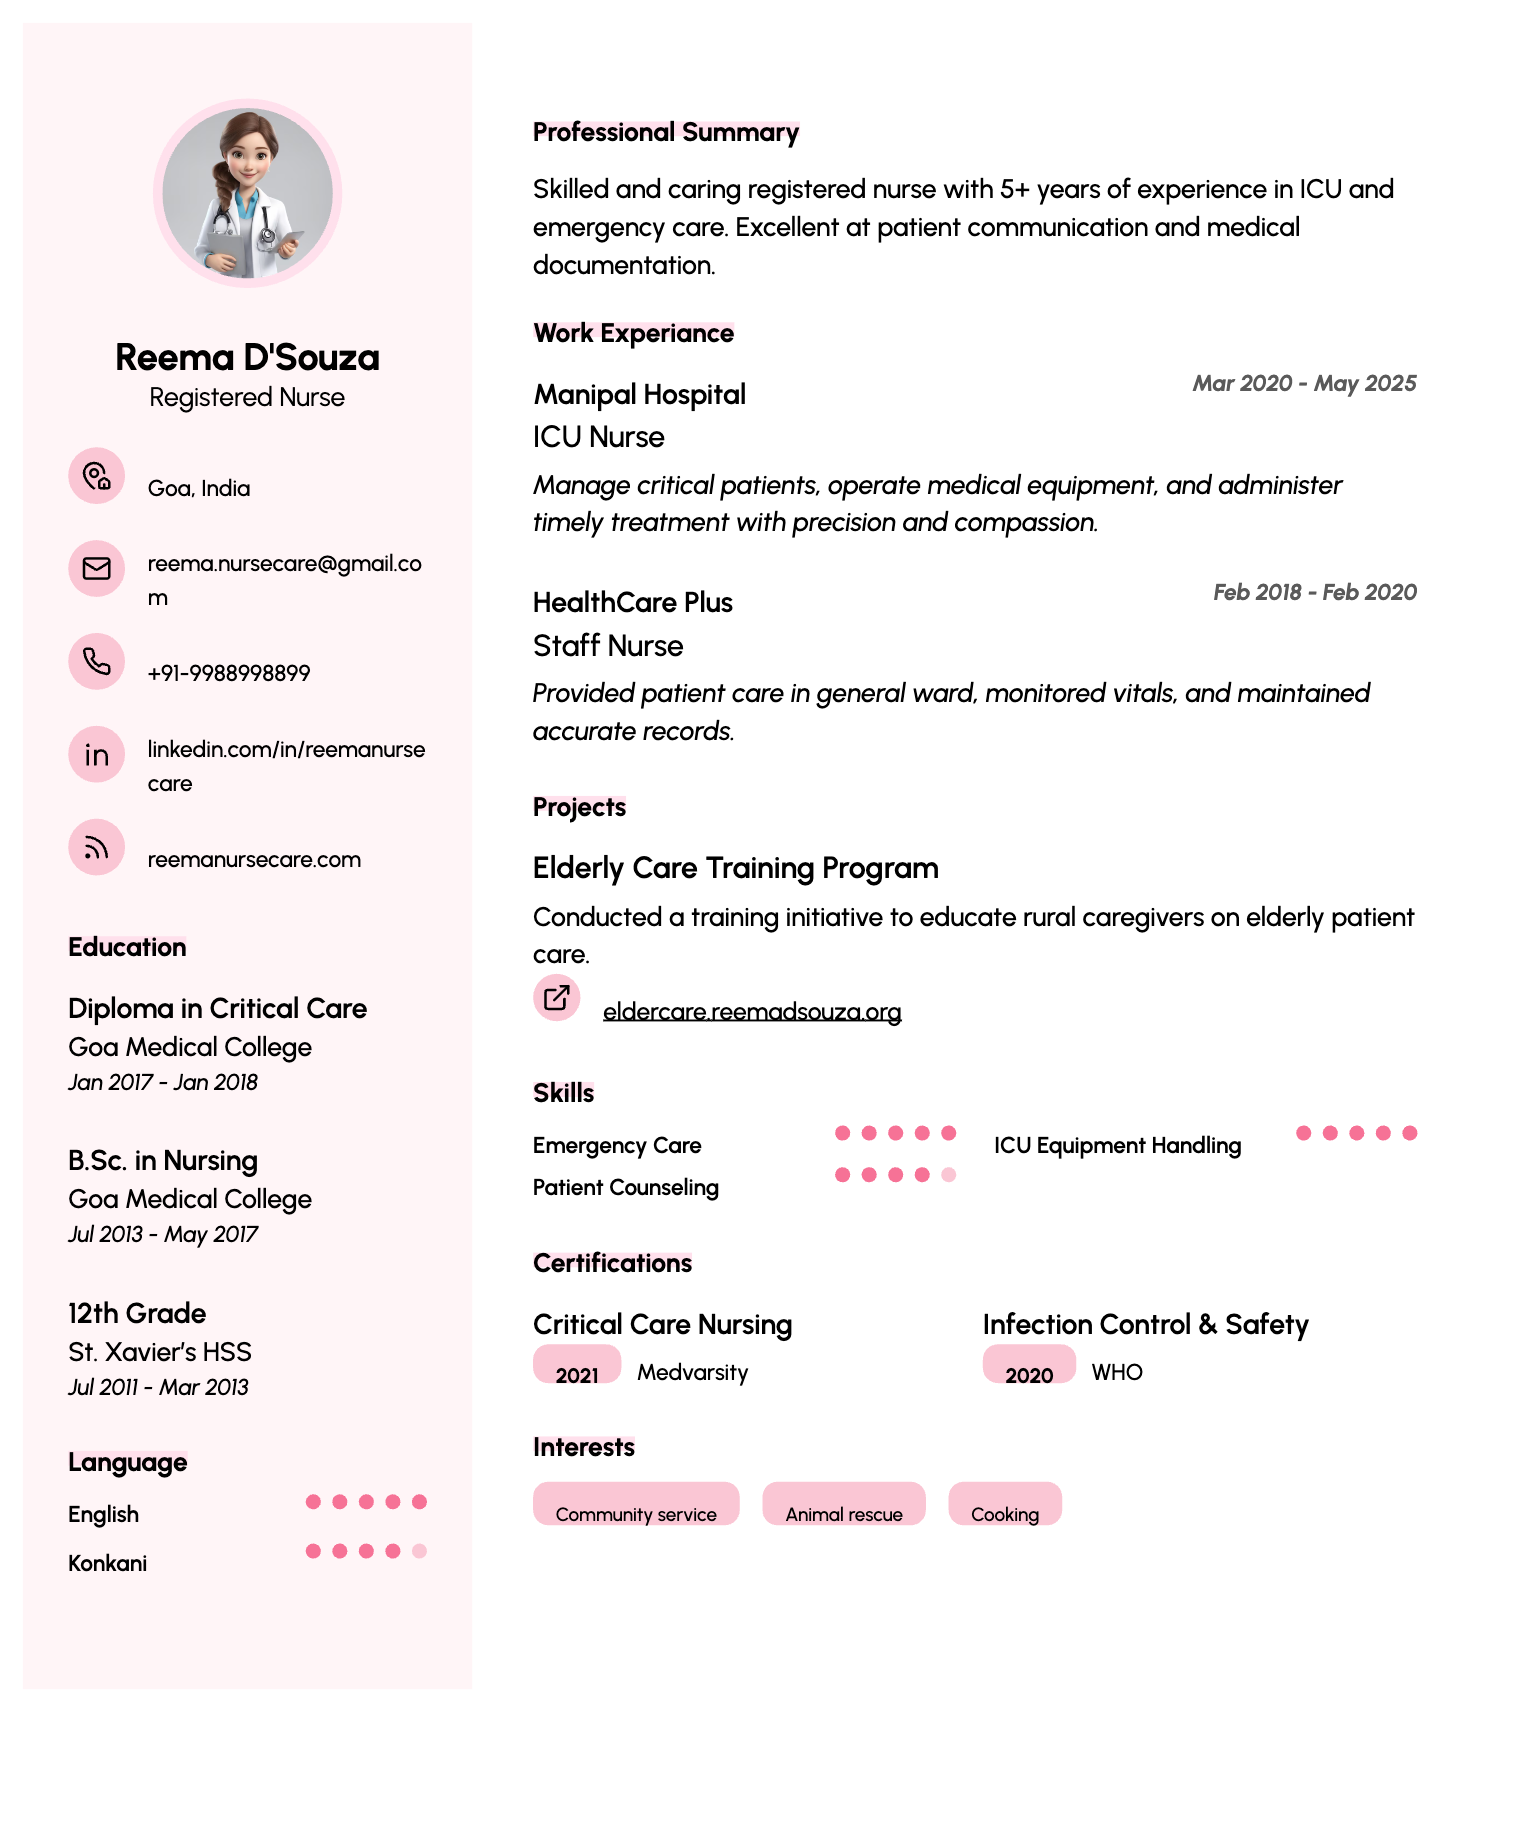 Reema D'Souza
Registered Nurse
Goa, India
reema.nursecare@gmail.co
m
+91-9988998899
linkedin.com/in/reemanurse
care
reemanursecare.com
Education
Diploma in Critical Care
Goa Medical College
Jan 2017 - Jan 2018
B.Sc. in Nursing
Goa Medical College
Jul 2013 - May 2017
12th Grade
St. Xavier's HSS
Jul 2011 - Mar 2013
Language
English
Konkani
Professional Summary
Skilled and caring registered nurse with 5+ years of experience in ICU and
emergency care. Excellent at patient communication and medical
documentation.
Work Experiance
Manipal Hospital
Mar 2020 - May 2025
ICU Nurse
Manage critical patients, operate medical equipment, and administer
timely treatment with precision and compassion.
HealthCare Plus
Feb 2018 - Feb 2020
Staff Nurse
Provided patient care in general ward, monitored vitals, and maintained
accurate records.
Projects
Elderly Care Training Program
Conducted a training initiative to educate rural caregivers on elderly patient
care.
eldercare.reemadsouza.org
Skills
Emergency Care
ICU Equipment Handling
Patient Counseling
Certifications
Critical Care Nursing
2021 Medvarsity
Infection Control & Safety
2020 WHO
Interests
Community service
Animal rescue
Cooking